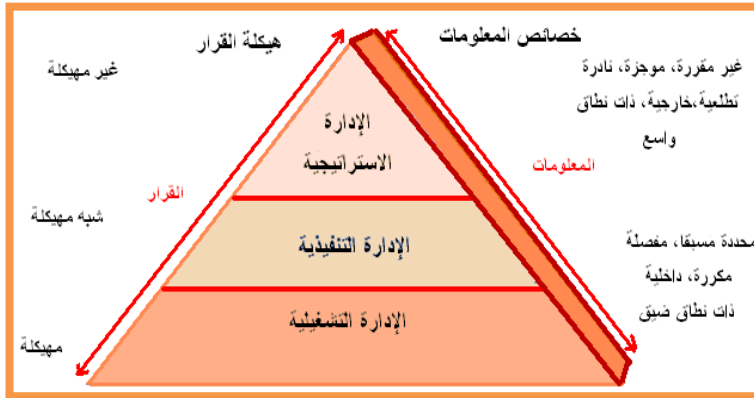 خصائص المعلومات
هيكلة القرار
غير مقررة، موجزة، نادرة
تطلعية،خارجية، ذات نطاق
واسع
غير مهيكلة
الإدارة
الاستراتيجية
المعلومات
القرار
شبه مهيكلة
الإدارة التنفيذية
محددة مسبقا، مفصلة
مكررة، داخلية
ذات نطاق ضيق
الإدارة التشغيلية
مهيكلة